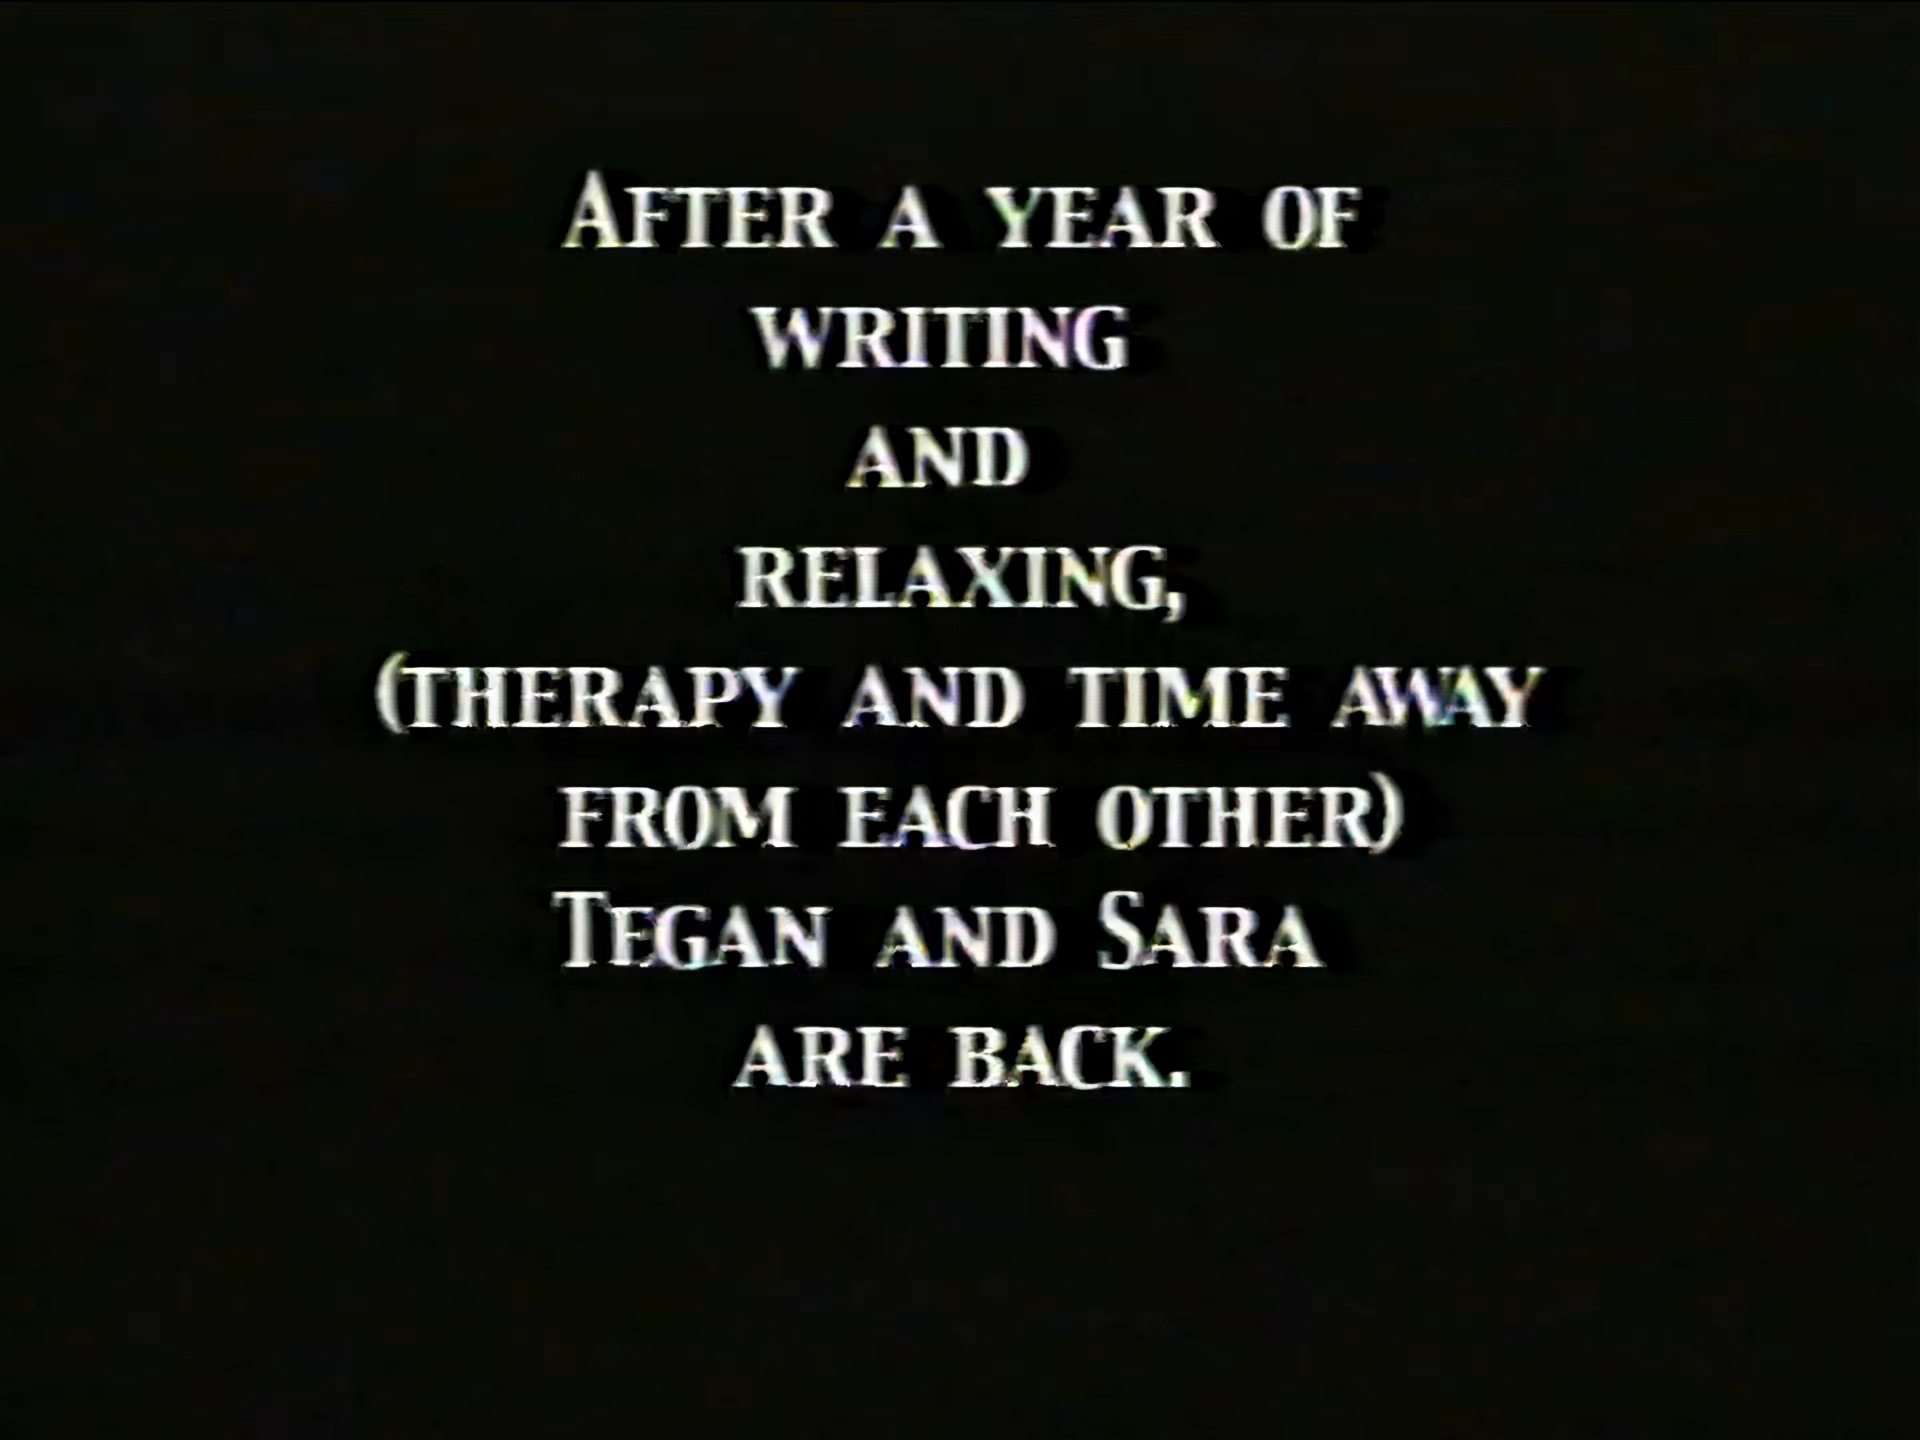 After a year of
writing
and
relaxing,
(therapy and time away
from each other)
Tegan and Sara
are back.